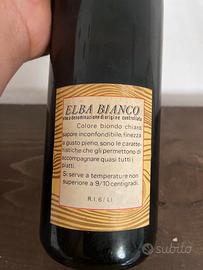 ELBA BIANCO
vino a denominazione di origine controllata
Colore biondo chiaro,
sapore inconfondibile, finezza
a gusto pieno, sono le caratte-
ristiche che gli permettono di
accompagnare quasi tutti i
piatti.
Si serve a temperature non
superiore a 9/10 centigradi.
R.I. 6/LI
subito.it